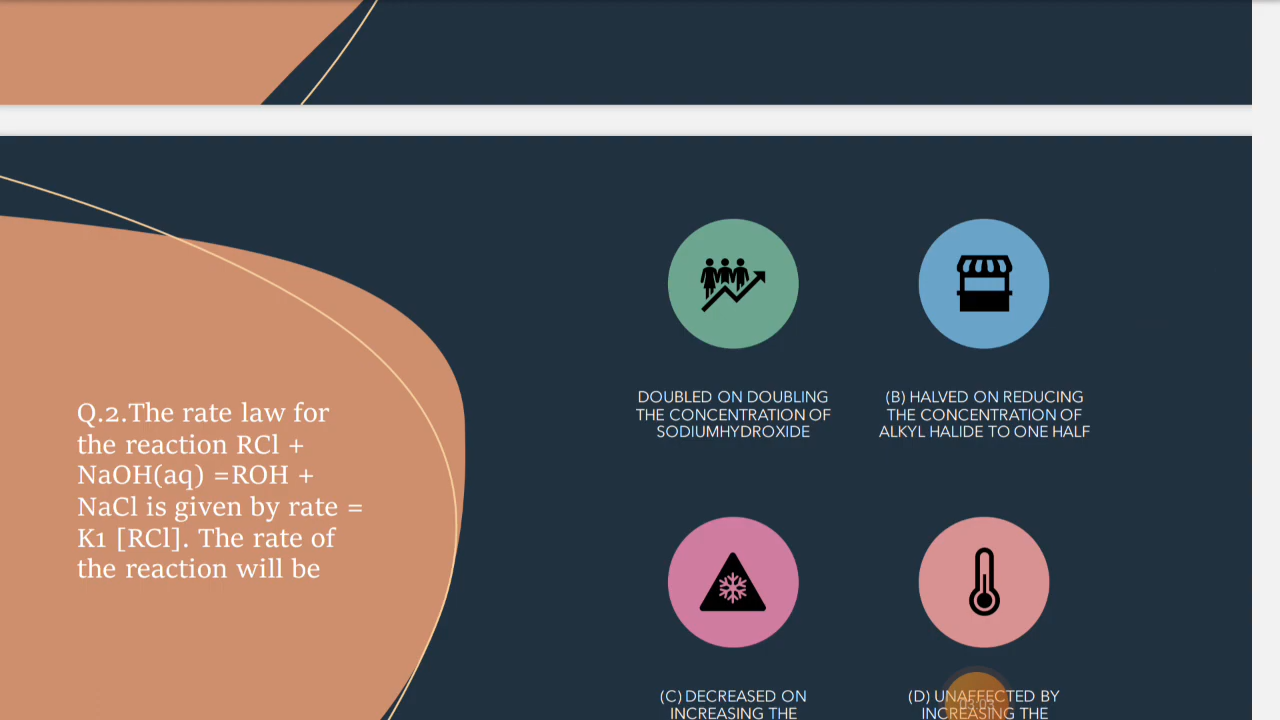 Q.2.The rate law for
the reaction RCl +
NaOH(aq) =ROH +
NaCl is given by rate =
K1 [RCl]. The rate of
the reaction will be
DOUBLED ON DOUBLING
THE CONCENTRATION OF
SODIUMHYDROXIDE
(B) HALVED ON REDUCING
THE CONCENTRATION OF
ALKYL HALIDE TO ONE HALF
(C) DECREASED ON
INCREASING THE
(D) UNAFFECTED BY
INCREASING THE
03:03